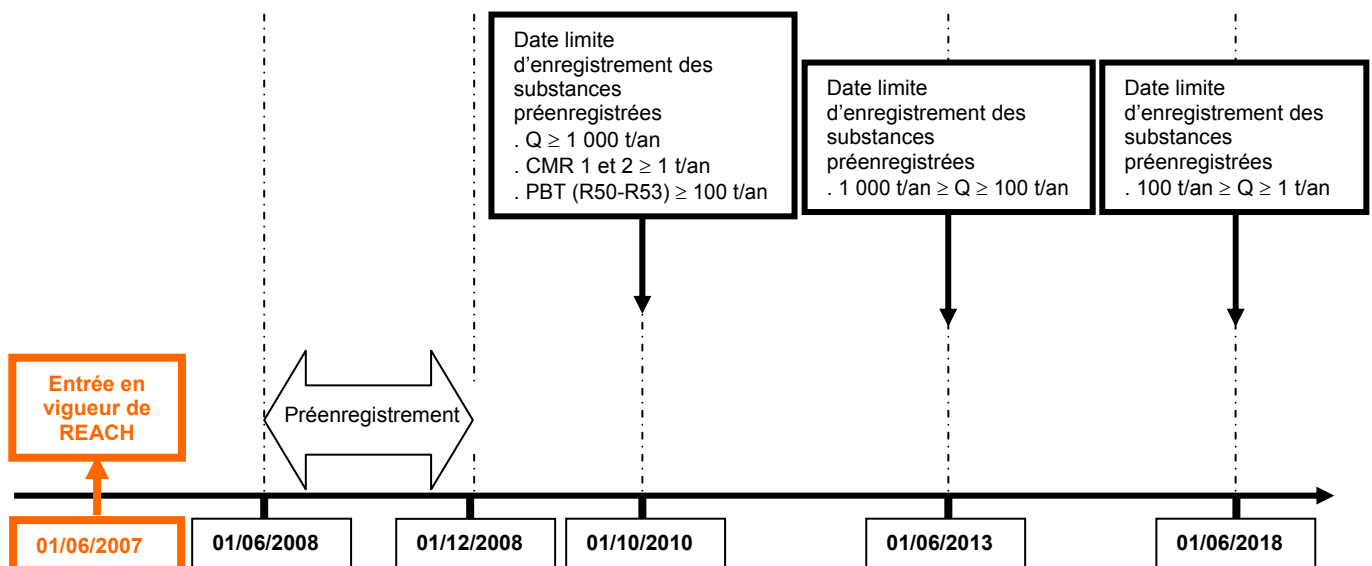 Date limite
d'enregistrement des
substances
préenregistrées
. Q ≥ 1 000 t/an
. CMR 1 et 2 ≥ 1 t/an
. PBT (R50-R53) ≥ 100 t/an
Date limite
d'enregistrement des
substances
préenregistrées
. 1 000 t/an ≥ Q ≥ 100 t/an
Date limite
d'enregistrement des
substances
préenregistrées
. 100 t/an ≥ Q ≥ 1 t/an
Entrée en
vigueur de
REACH
Préenregistrement
01/06/2007
01/06/2008
01/12/2008
01/10/2010
01/06/2013
01/06/2018